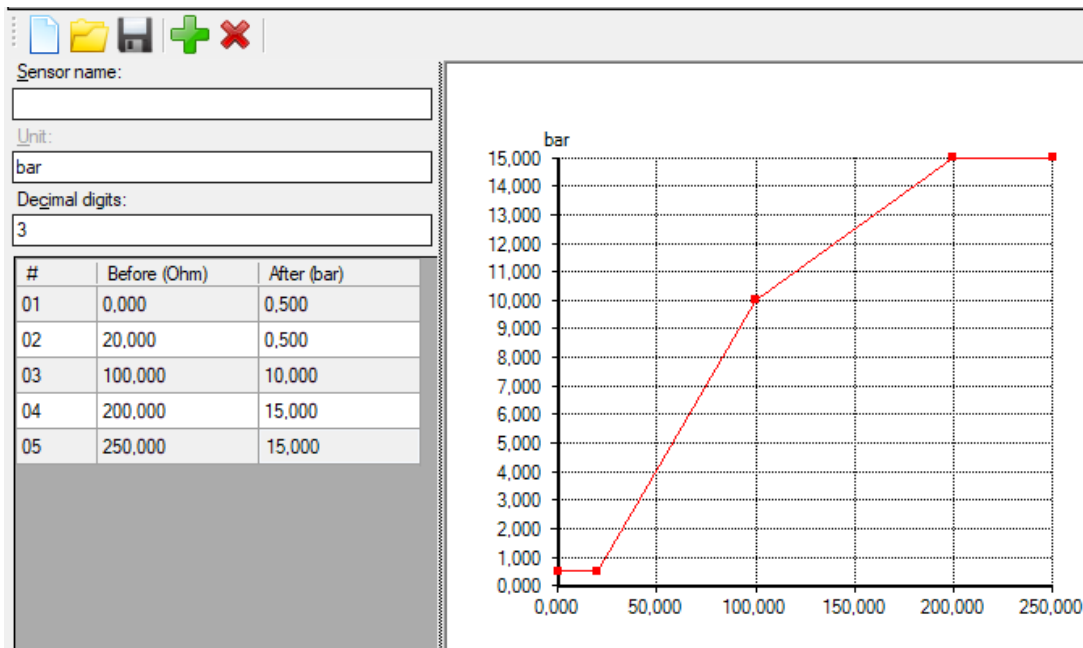 Sensor name:
Unit:
bar
Decimal digits:
3
# Before (Ohm) After (bar)
01 0,000 0,500
02 20,000 0,500
03 100,000 10,000
04 200,000 15,000
05 250,000 15,000
bar
15,000
14,000
13,000
12,000
11,000
10,000
9,000
8,000
7,000
6,000
5,000
4,000
3,000
2,000
1,000
0,000
0,000 50,000 100,000 150,000 200,000 250,000